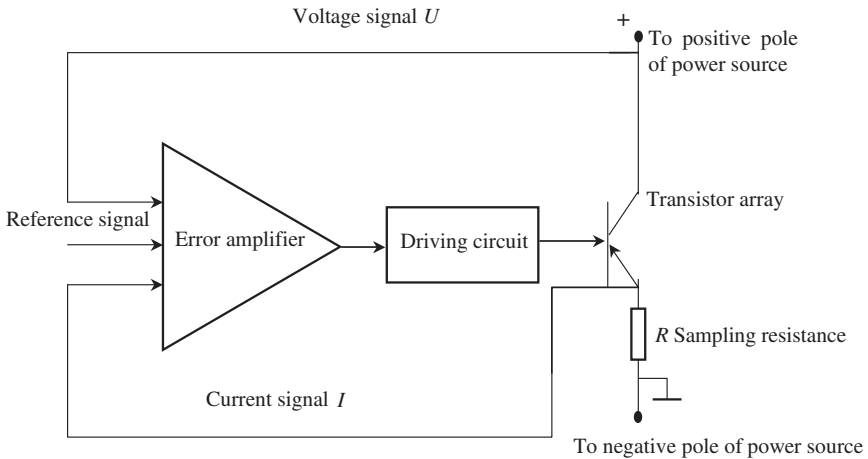 Voltage signal U
+
To positive pole
of power source
Transistor array
Reference signal
Error amplifier
Driving circuit
R Sampling resistance
Current signal I
To negative pole of power source